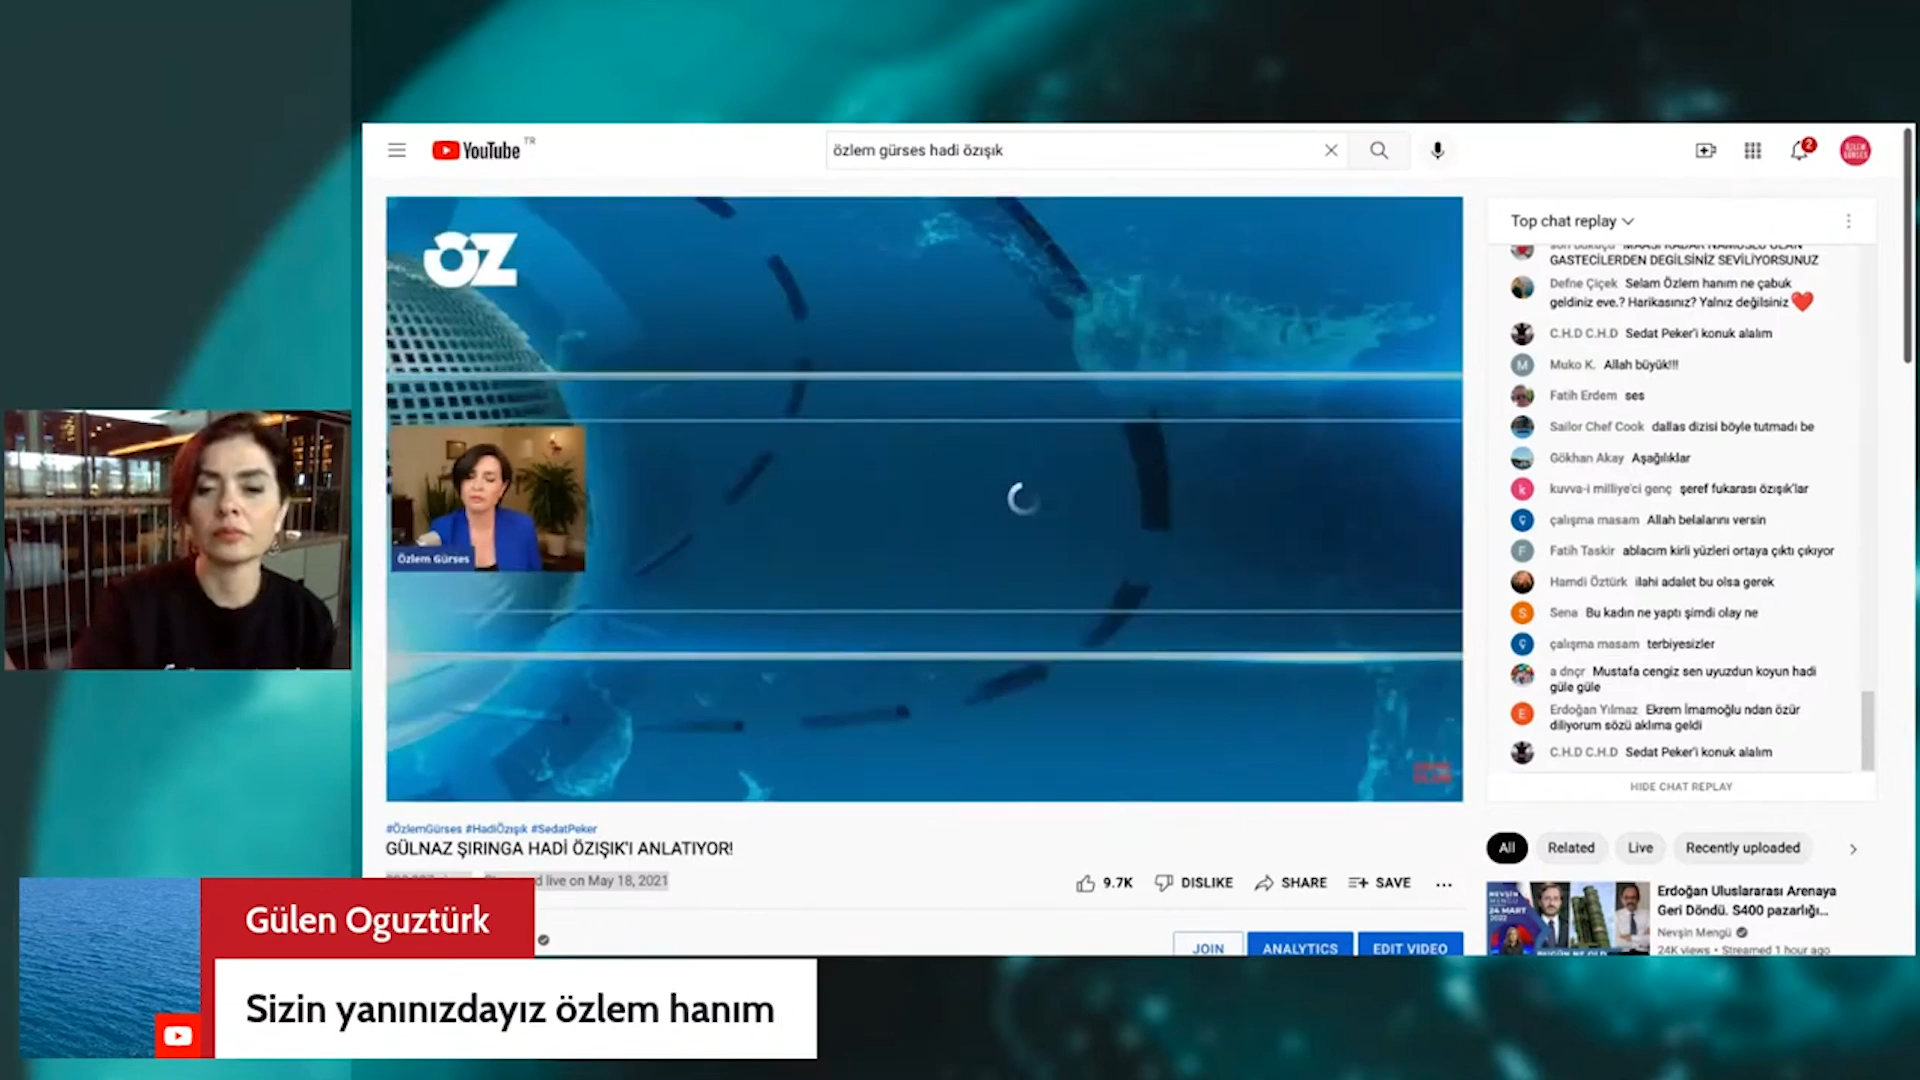 YouTube TR
özlem gürses hadi özışık
2
ÖZLEM
GÜRSES
ÖZ
Özlem Gürses
Top chat replay
GASTECİLERDEN DEGİLSİNİZ SEVİLİYORSUNUZ
Defne Çiçek Selam Özlem hanım ne çabuk
geldiniz eve.? Harikasınız? Yalnız değilsiniz
C.H.D C.H.D Sedat Peker'i konuk alalım
M Muko K. Allah büyük!!!
Fatih Erdem ses
Sailor Chef Cook dallas dizisi böyle tutmadı be
Gökhan Akay Aşağılıklar
k kuvva-i milliye'ci genç şeref fukarası özışık'lar
Ç çalışma masam Allah belalarını versin
F Fatih Taskir ablacım kirli yüzleri ortaya çıktı çıkıyor
Hamdi Öztürk ilahi adalet bu olsa gerek
S Sena Bu kadın ne yaptı şimdi olay ne
Ç çalışma masam terbiyesizler
a dnçr Mustafa cengiz sen uyuzdun koyun hadi
güle güle
E Erdoğan Yılmaz Ekrem İmamoğlu ndan özür
diliyorum sözü aklıma geldi
C.H.D C.H.D Sedat Peker'i konuk alalım
HIDE CHAT REPLAY
#ÖzlemGürses #HadiÖzışık #SedatPeker
GÜLNAZ ŞIRINGA HADİ ÖZIŞIK'I ANLATIYOR!
live on May 18, 2021
9.7K DISLIKE SHARE SAVE
JOIN ANALYTICS EDIT VIDEO
All Related Live Recently uploaded
NEVŞİN
MENGÜ
24 MART
2022
Erdoğan Uluslararası Arenaya
Geri Döndü. S400 pazarlığı...
Nevşin Mengü
24K views • Streamed 1 hour ago
Gülen Oguztürk
Sizin yanınızdayız özlem hanım